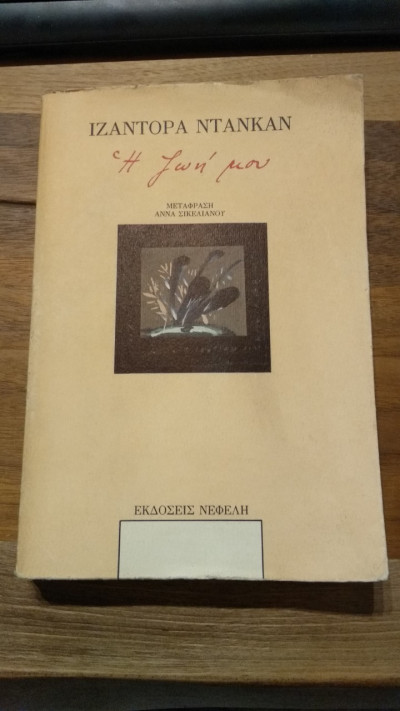 ΙΖΑΝΤΟΡΑ ΝΤΑΝΚΑΝ
Ἡ ζωή μου
ΜΕΤΑΦΡΑΣΗ
ΑΝΝΑ ΣΙΚΕΛΙΑΝΟΥ
ΕΚΔΟΣΕΙΣ ΝΕΦΕΛΗ